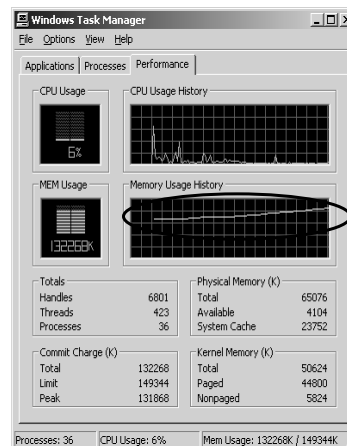 Windows Task Manager
File Options View Help
Applications Processes Performance
CPU Usage CPU Usage History
6%
MEM Usage Memory Usage History
132268K
Totals
Handles 6801
Threads 423
Processes 36
Physical Memory (K)
Total 65076
Available 4104
System Cache 23752
Commit Charge (K)
Total 132268
Limit 149344
Peak 131868
Kernel Memory (K)
Total 50624
Paged 44800
Nonpaged 5824
Processes: 36 CPU Usage: 6% Mem Usage: 132268K / 149344K